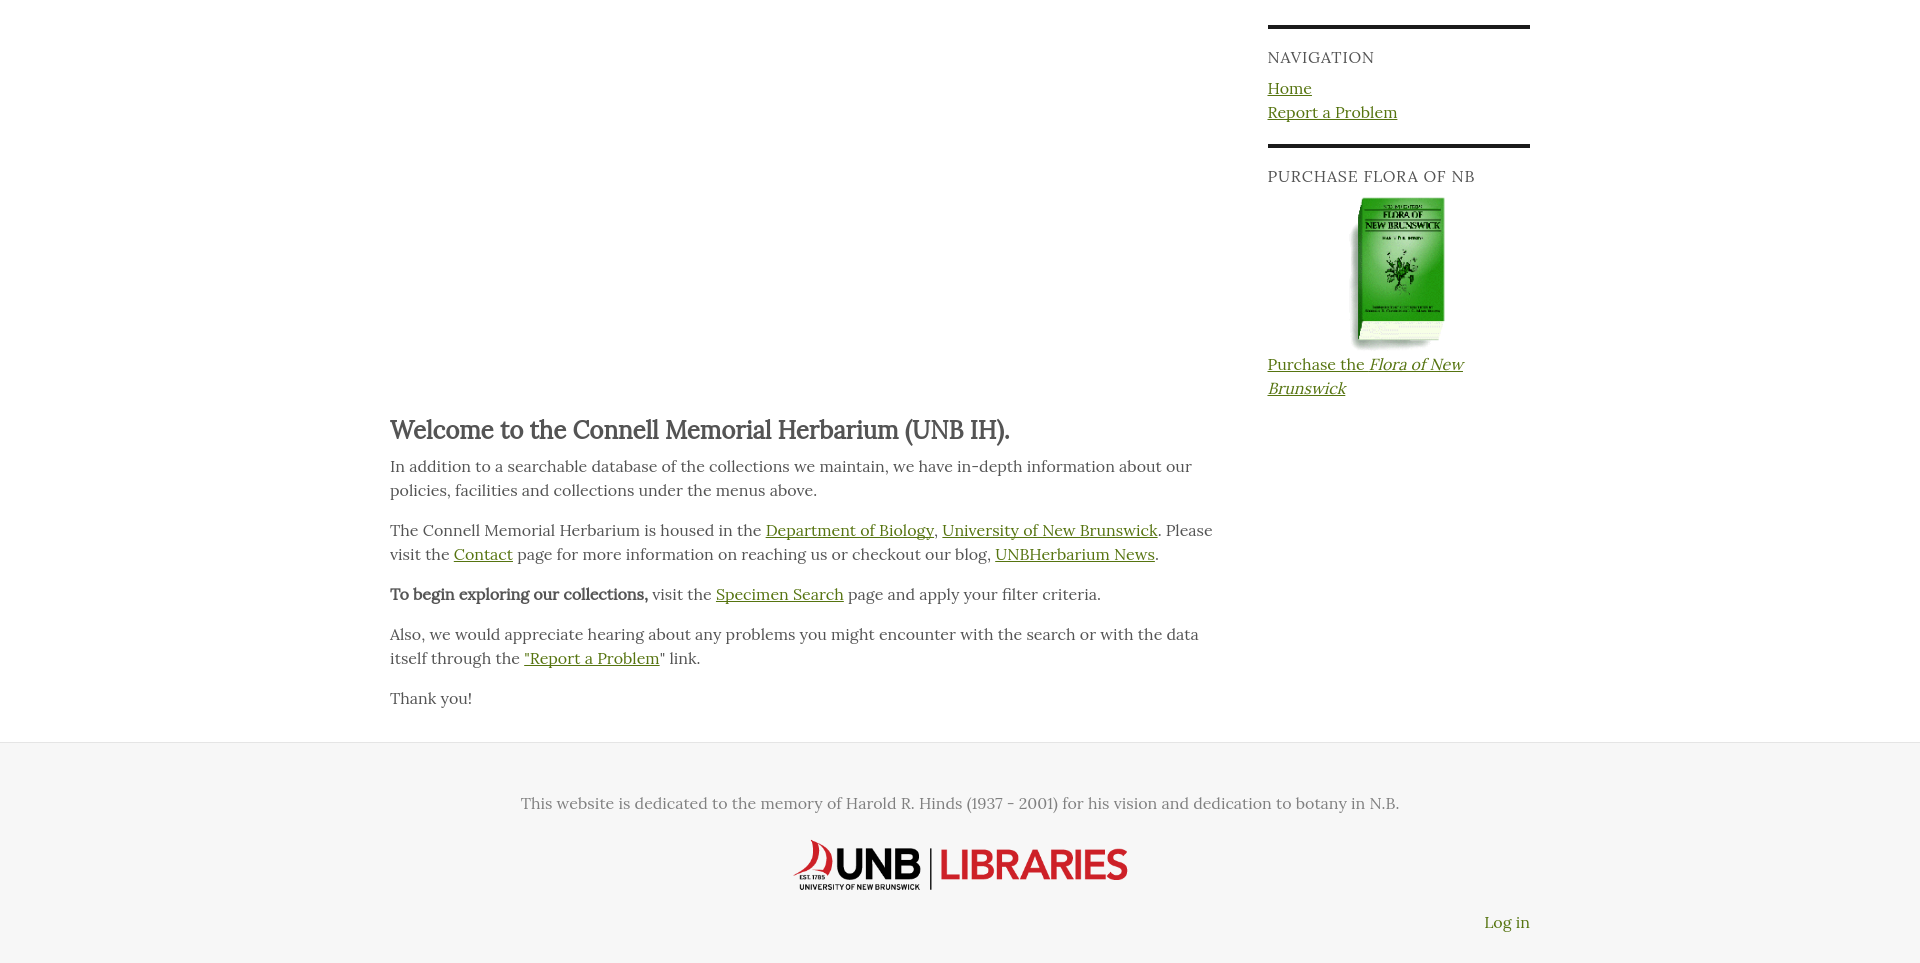 NAVIGATION
Home
Report a Problem
PURCHASE FLORA OF NB
FLORA OF
NEW BRUNSWICK
Purchase the Flora of New
Brunswick
Welcome to the Connell Memorial Herbarium (UNB IH).
In addition to a searchable database of the collections we maintain, we have in-depth information about our
policies, facilities and collections under the menus above.
The Connell Memorial Herbarium is housed in the Department of Biology, University of New Brunswick. Please
visit the Contact page for more information on reaching us or checkout our blog, UNBHerbarium News.
To begin exploring our collections, visit the Specimen Search page and apply your filter criteria.
Also, we would appreciate hearing about any problems you might encounter with the search or with the data
itself through the "Report a Problem" link.
Thank you!
This website is dedicated to the memory of Harold R. Hinds (1937 - 2001) for his vision and dedication to botany in N.B.
UNB LIBRARIES
EST. 1785
UNIVERSITY OF NEW BRUNSWICK
Log in